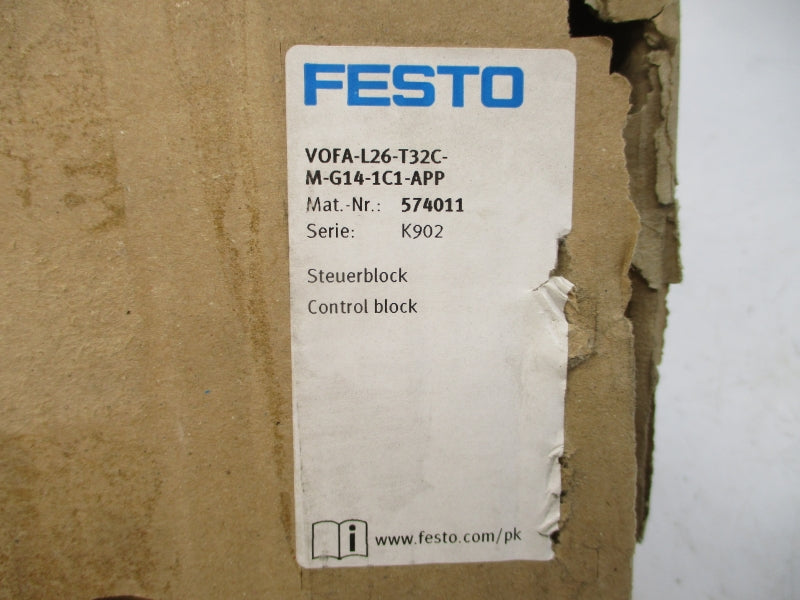 FESTO
VOFA-L26-T32C-
M-G14-1C1-APP
Mat.-Nr.: 574011
Serie: K902
Steuerblock
Control block
i www.festo.com/pk